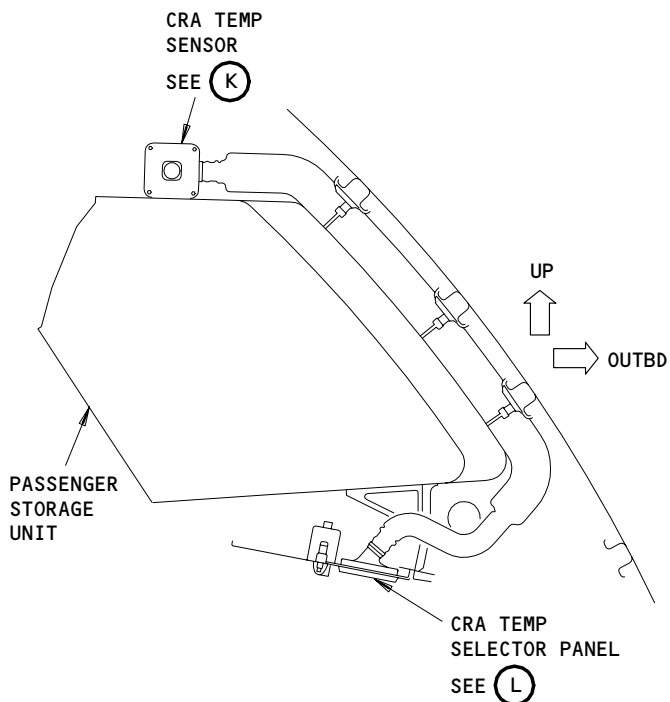 CRA TEMP
SENSOR
SEE K
UP
OUTBD
PASSENGER
STORAGE
UNIT
CRA TEMP
SELECTOR PANEL
SEE L